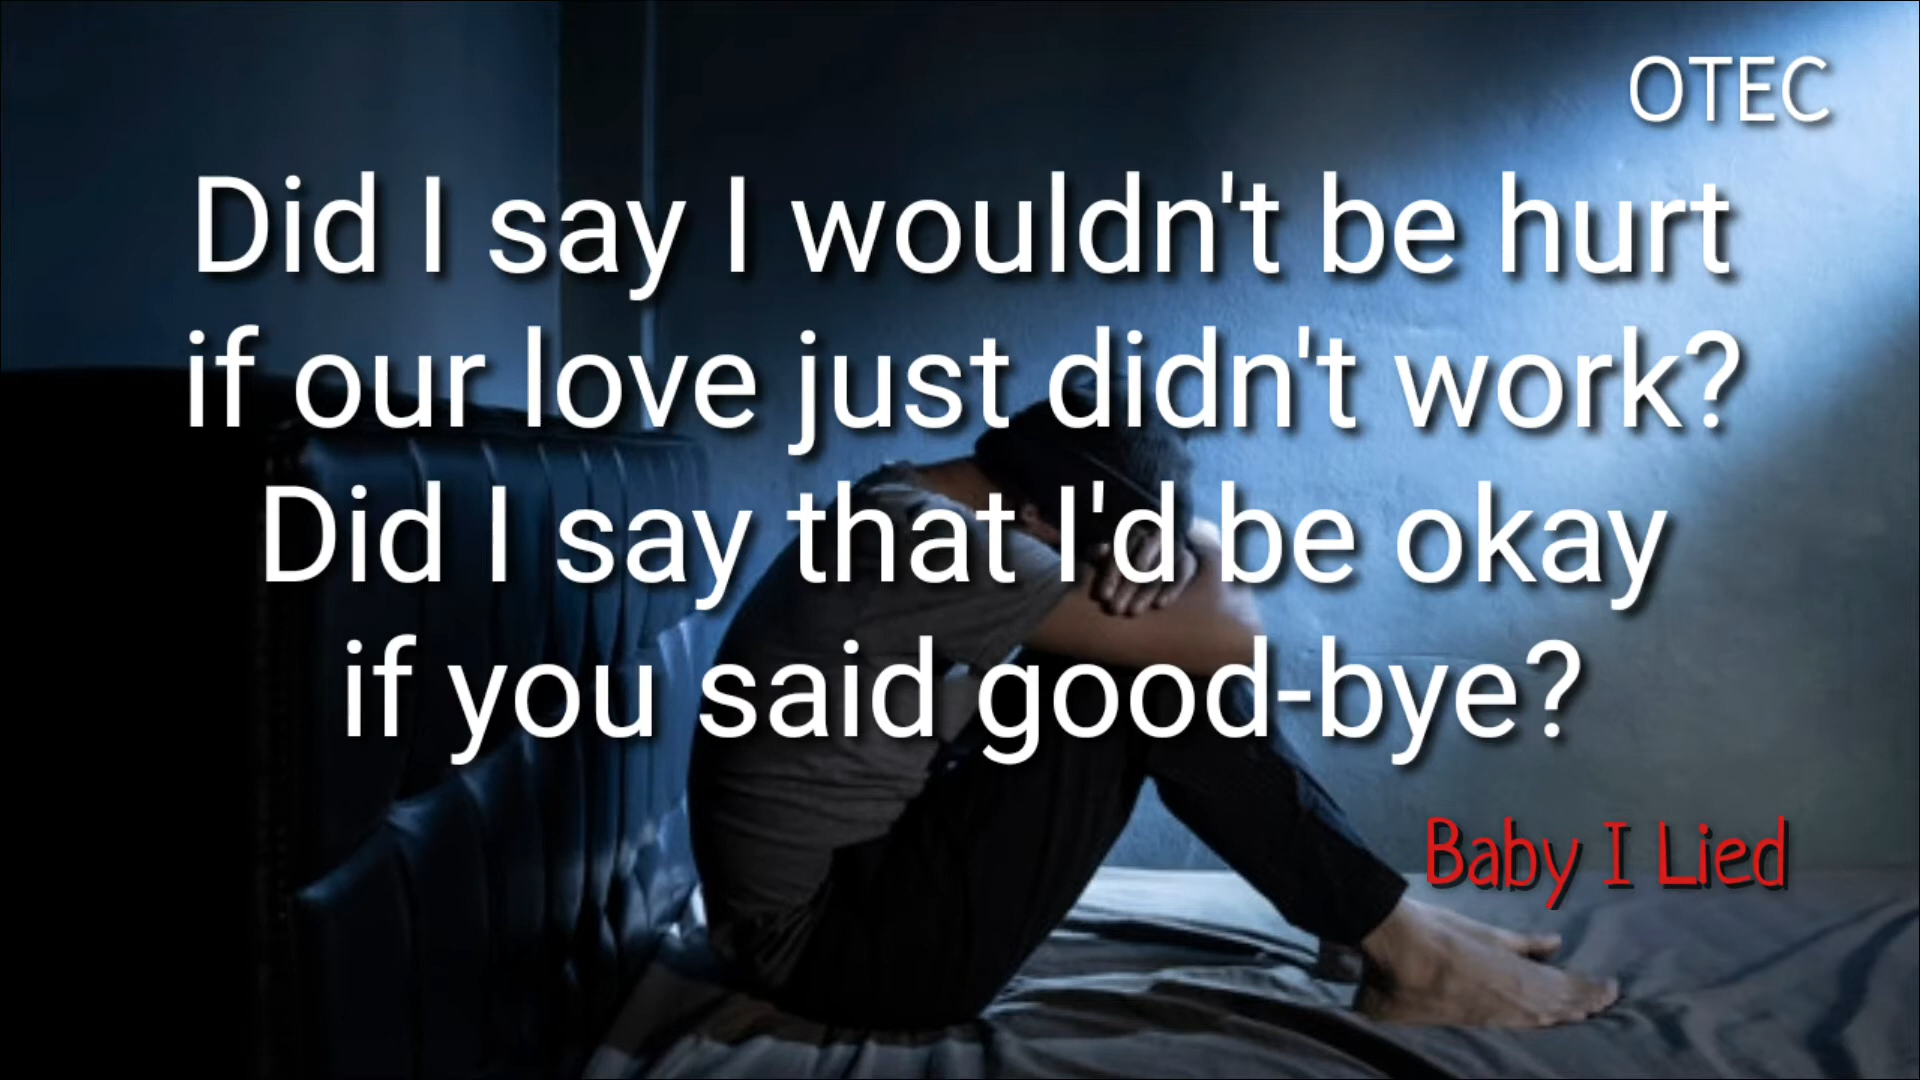 OTEC
Did I say I wouldn't be hurt
if our love just didn't work?
Did I say that I'd be okay
if you said good-bye?
Baby I Lied